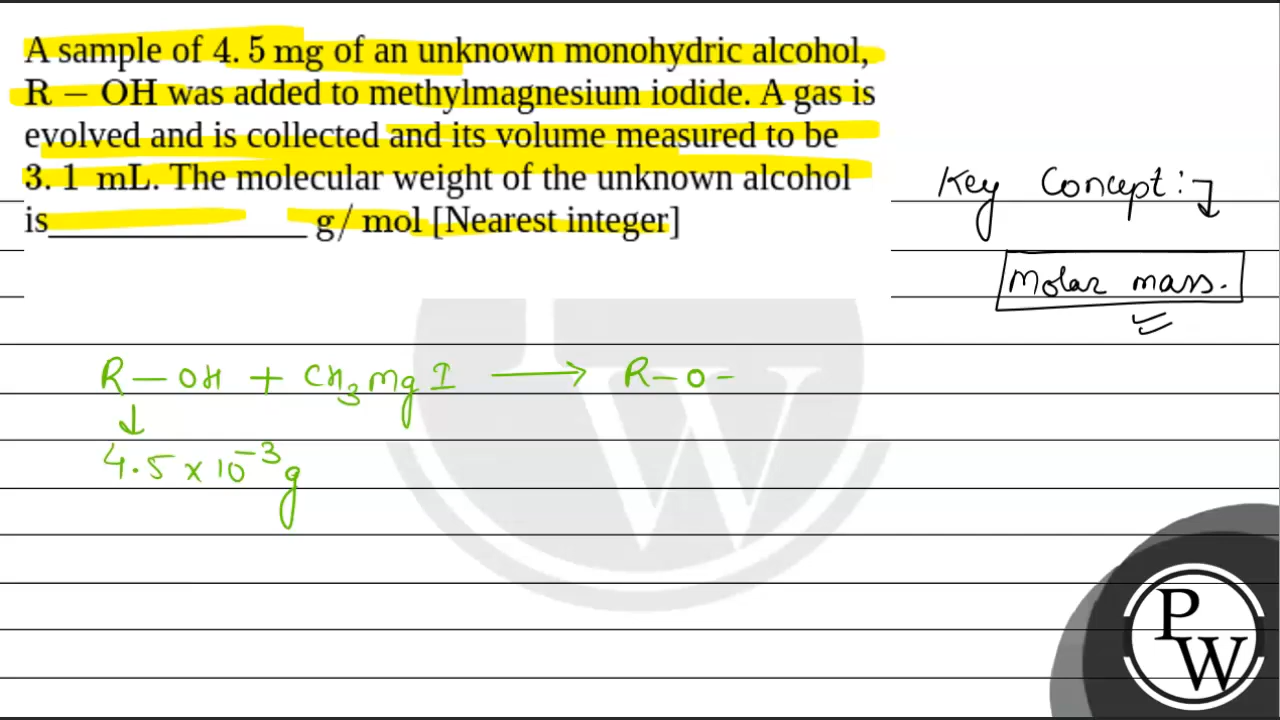 A sample of 4. 5 mg of an unknown monohydric alcohol,
R − OH was added to methylmagnesium iodide. A gas is
evolved and is collected and its volume measured to be
3. 1 mL. The molecular weight of the unknown alcohol
is______________ g/ mol [Nearest integer]
Key Concept:
Molar mass.
R — OH + CH₃MgI ⟶ R–O–
↓
4.5 × 10⁻³ g
PW